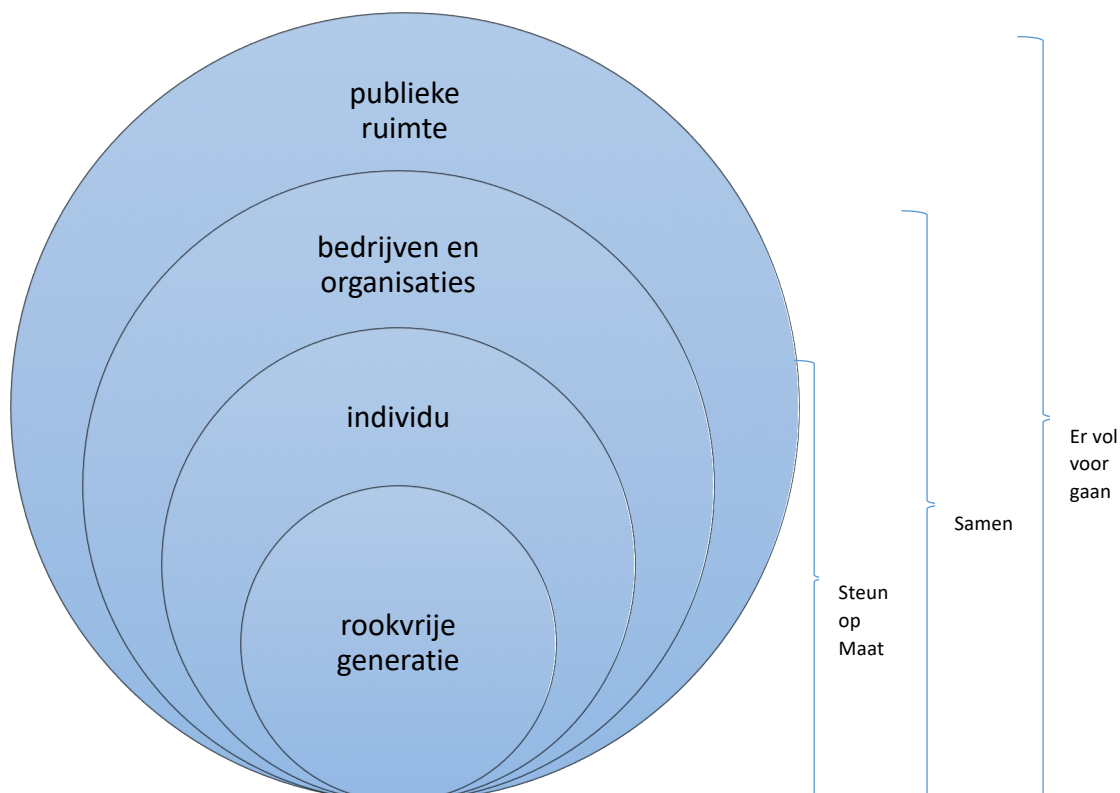 publieke
ruimte
bedrijven en
organisaties
individu
rookvrije
generatie
Steun
op
Maat
Samen
Er vol
voor
gaan